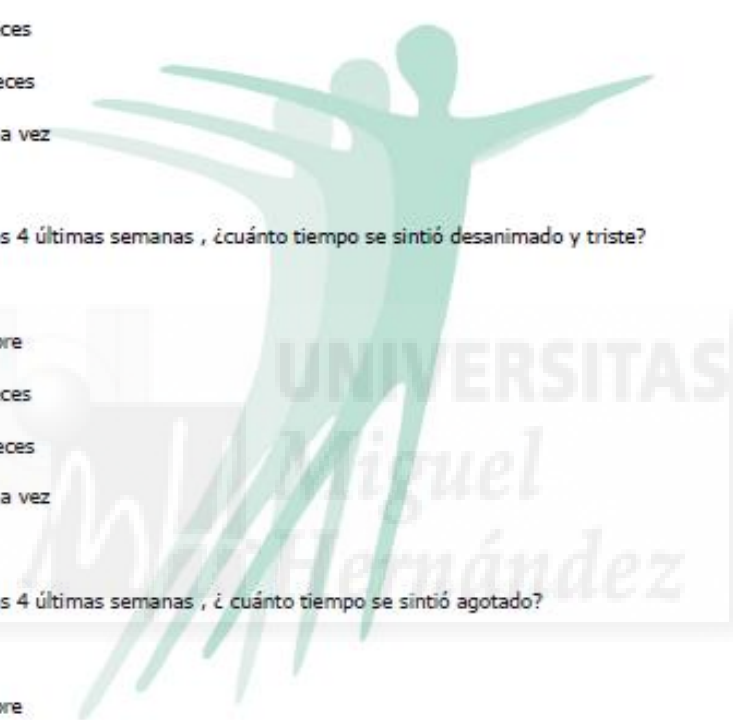 ces
eces
a vez
s 4 últimas semanas , ¿cuánto tiempo se sintió desanimado y triste?
ore
ces
eces
a vez
s 4 últimas semanas , ¿ cuánto tiempo se sintió agotado?
ore
UNIVERSITAS
Miguel
Hernández